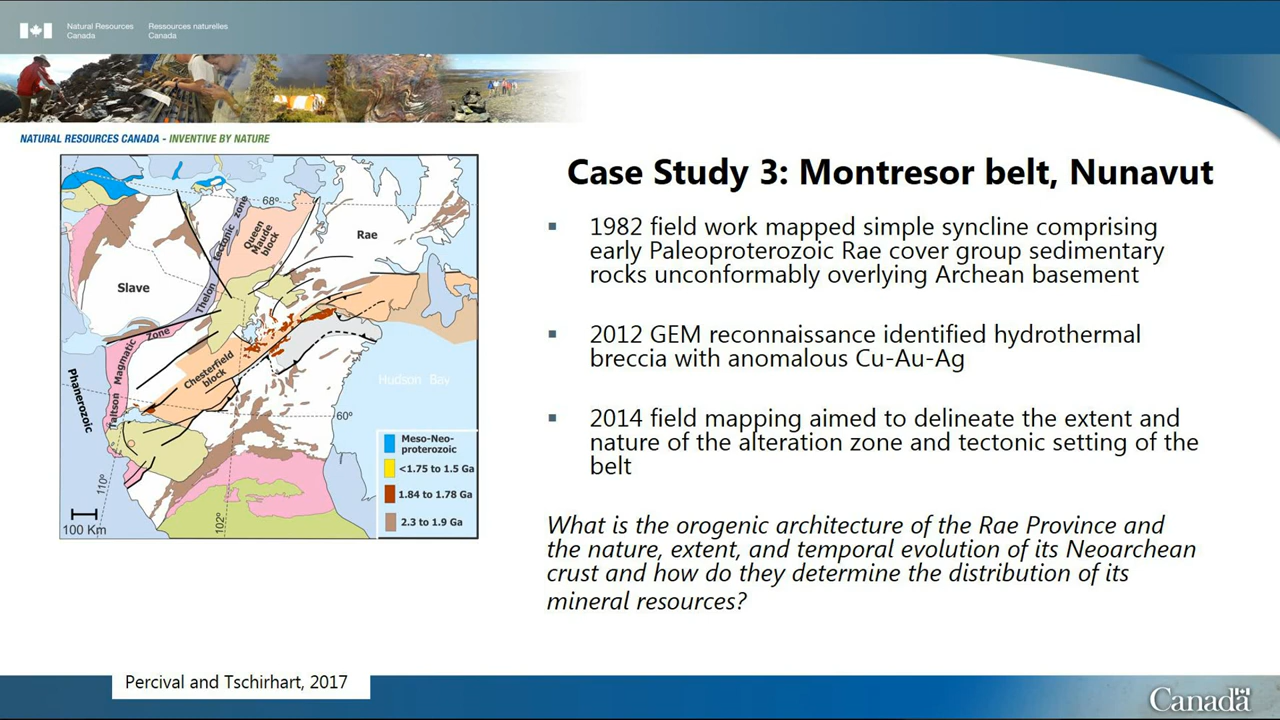 Natural Resources
Canada
Ressources naturelles
Canada
NATURAL RESOURCES CANADA - INVENTIVE BY NATURE
Case Study 3: Montresor belt, Nunavut
▪ 1982 field work mapped simple syncline comprising
early Paleoproterozoic Rae cover group sedimentary
rocks unconformably overlying Archean basement
▪ 2012 GEM reconnaissance identified hydrothermal
breccia with anomalous Cu-Au-Ag
▪ 2014 field mapping aimed to delineate the extent and
nature of the alteration zone and tectonic setting of the
belt
What is the orogenic architecture of the Rae Province and
the nature, extent, and temporal evolution of its Neoarchean
crust and how do they determine the distribution of its
mineral resources?
68°
Queen
Maude
block
Rae
Slave
Thelon tectonic zone
Chesterfield
block
Taltson Magmatic Zone
Phanerozoic
Hudson Bay
60°
110°
102°
100 Km
Meso-Neo-
proterozoic
<1.75 to 1.5 Ga
1.84 to 1.78 Ga
2.3 to 1.9 Ga
Percival and Tschirhart, 2017
Canada